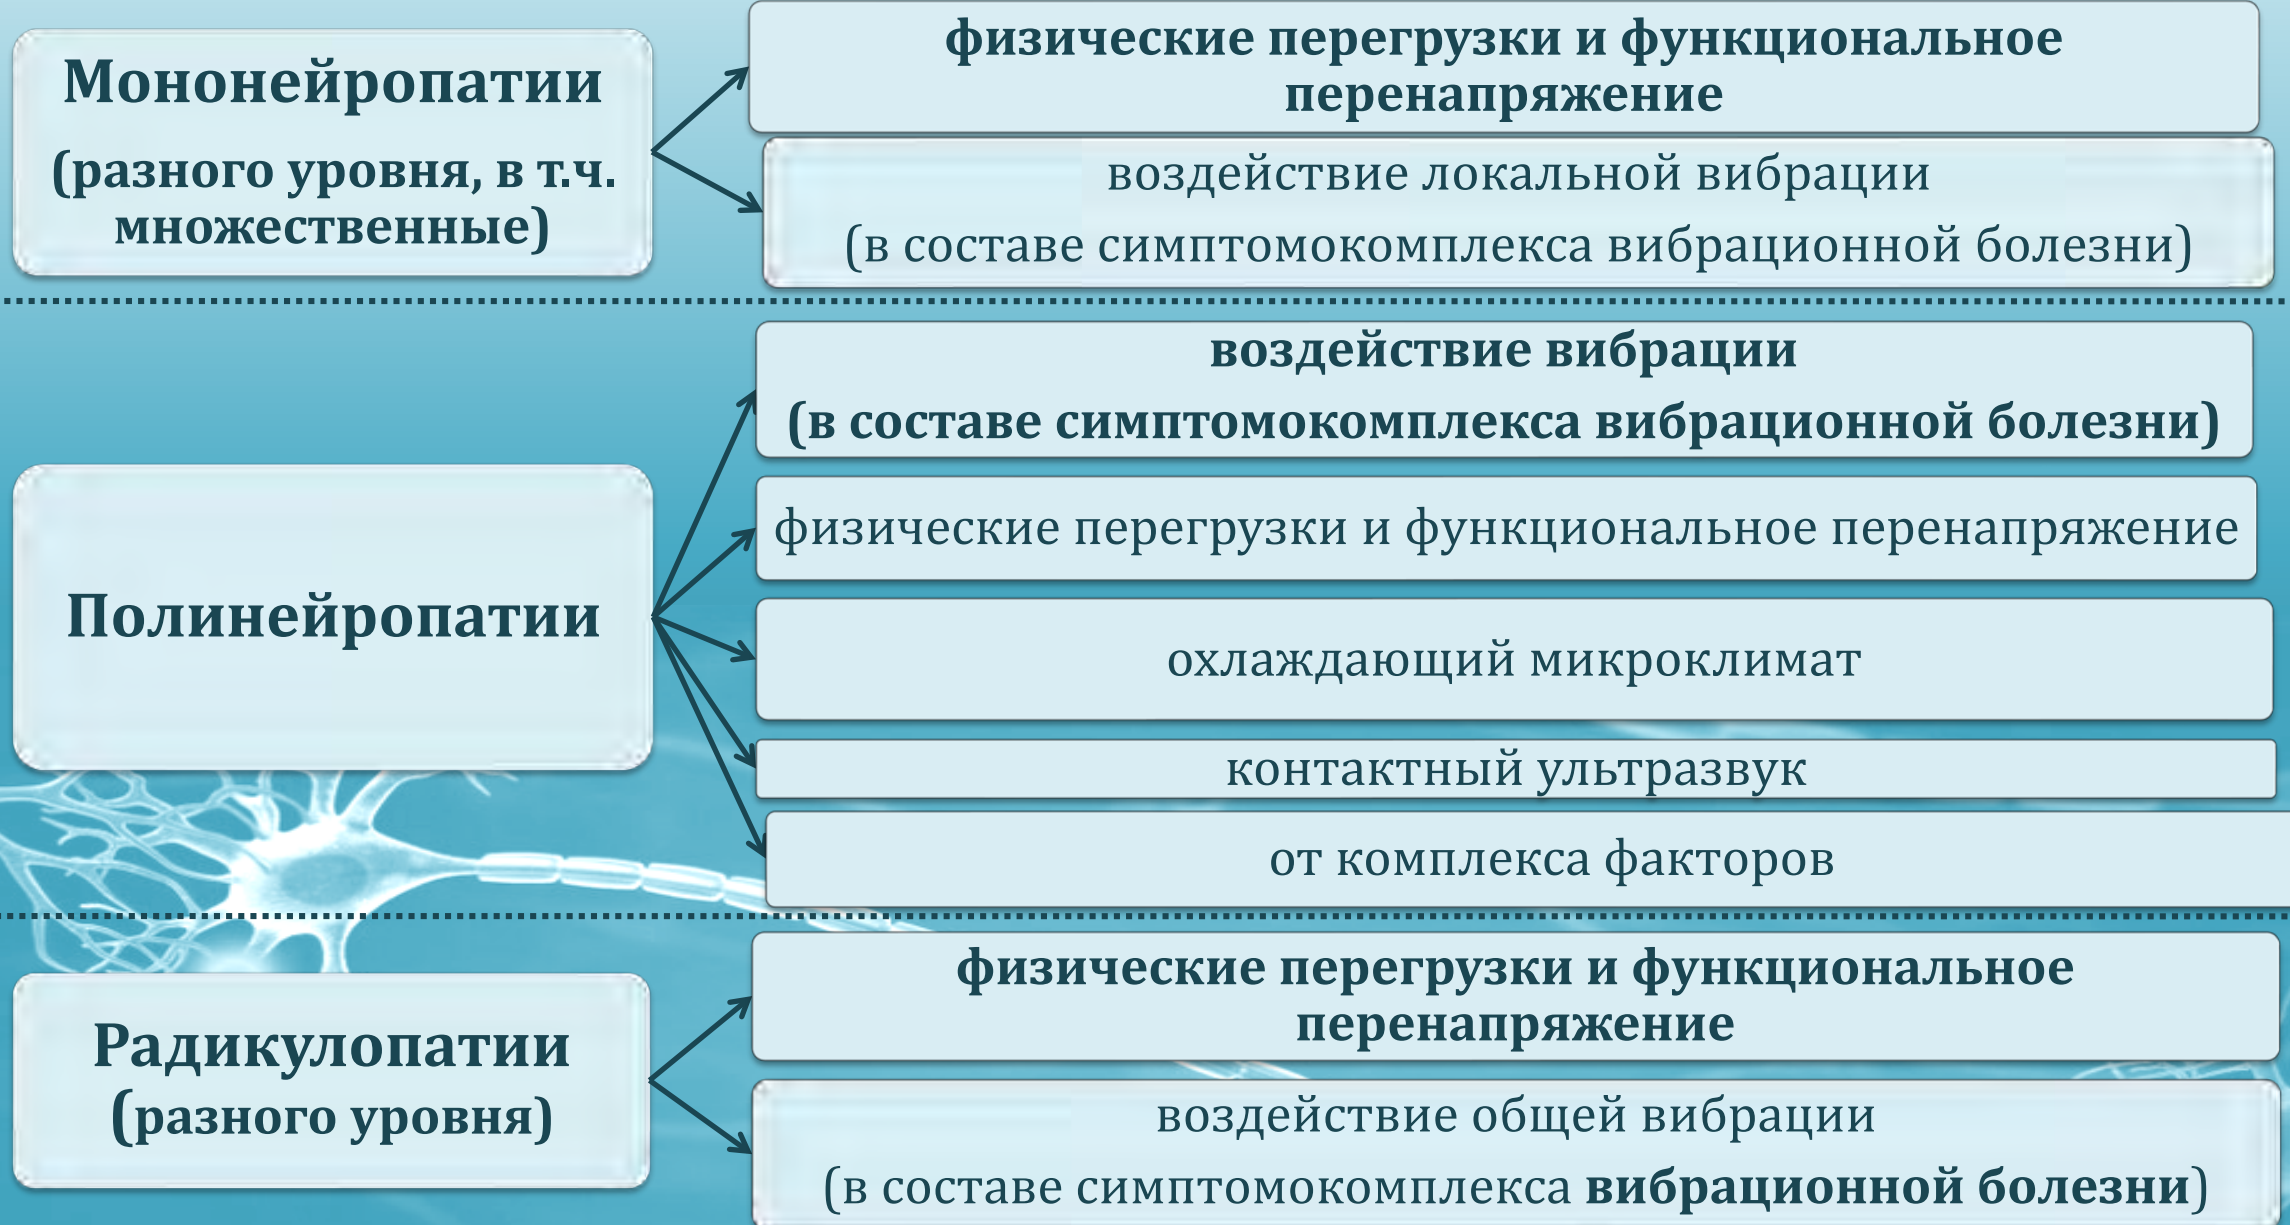 Мононейропатии
(разного уровня, в т.ч.
множественные)
физические перегрузки и функциональное
перенапряжение
воздействие локальной вибрации
(в составе симптомокомплекса вибрационной болезни)
Полинейропатии
воздействие вибрации
(в составе симптомокомплекса вибрационной болезни)
физические перегрузки и функциональное перенапряжение
охлаждающий микроклимат
контактный ультразвук
от комплекса факторов
Радикулопатии
(разного уровня)
физические перегрузки и функциональное
перенапряжение
воздействие общей вибрации
(в составе симптомокомплекса вибрационной болезни)